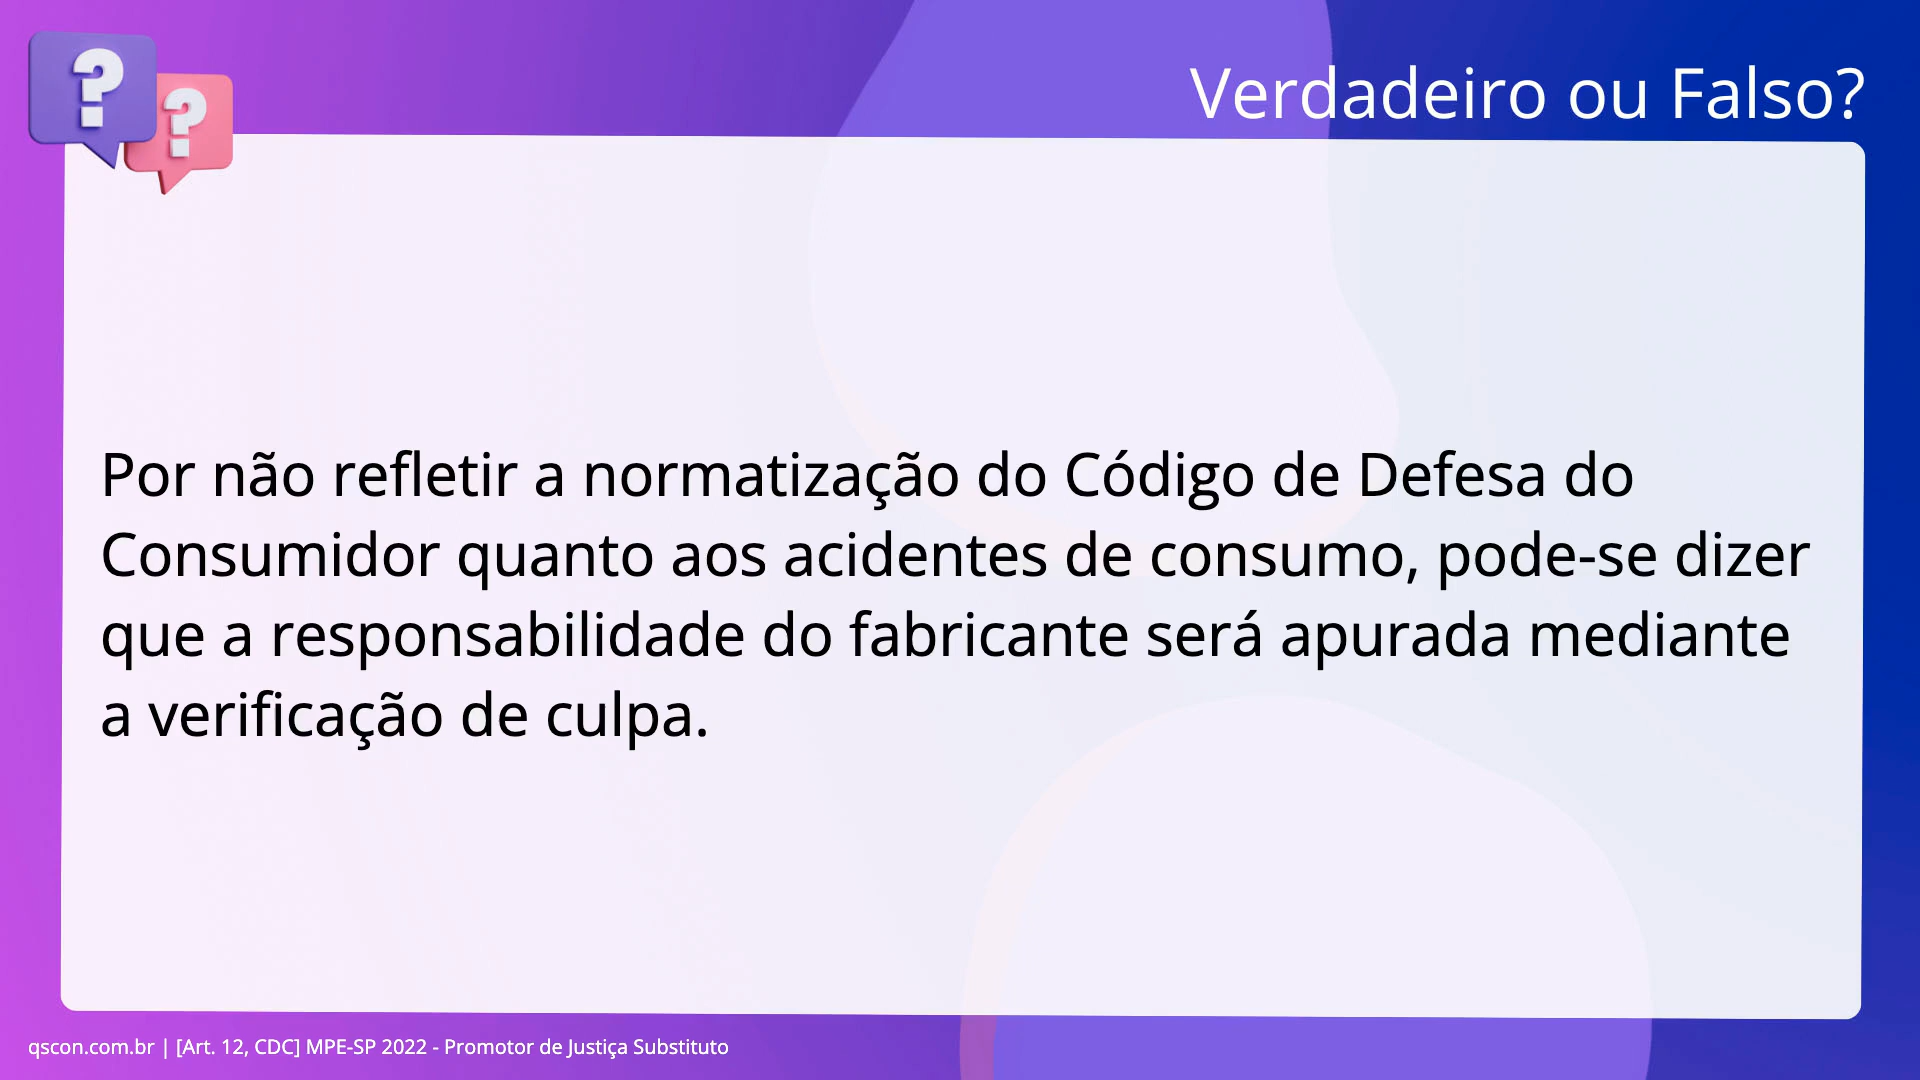 Verdadeiro ou Falso?
Por não refletir a normatização do Código de Defesa do
Consumidor quanto aos acidentes de consumo, pode-se dizer
que a responsabilidade do fabricante será apurada mediante
a verificação de culpa.
qscon.com.br | [Art. 12, CDC] MPE-SP 2022 - Promotor de Justiça Substituto